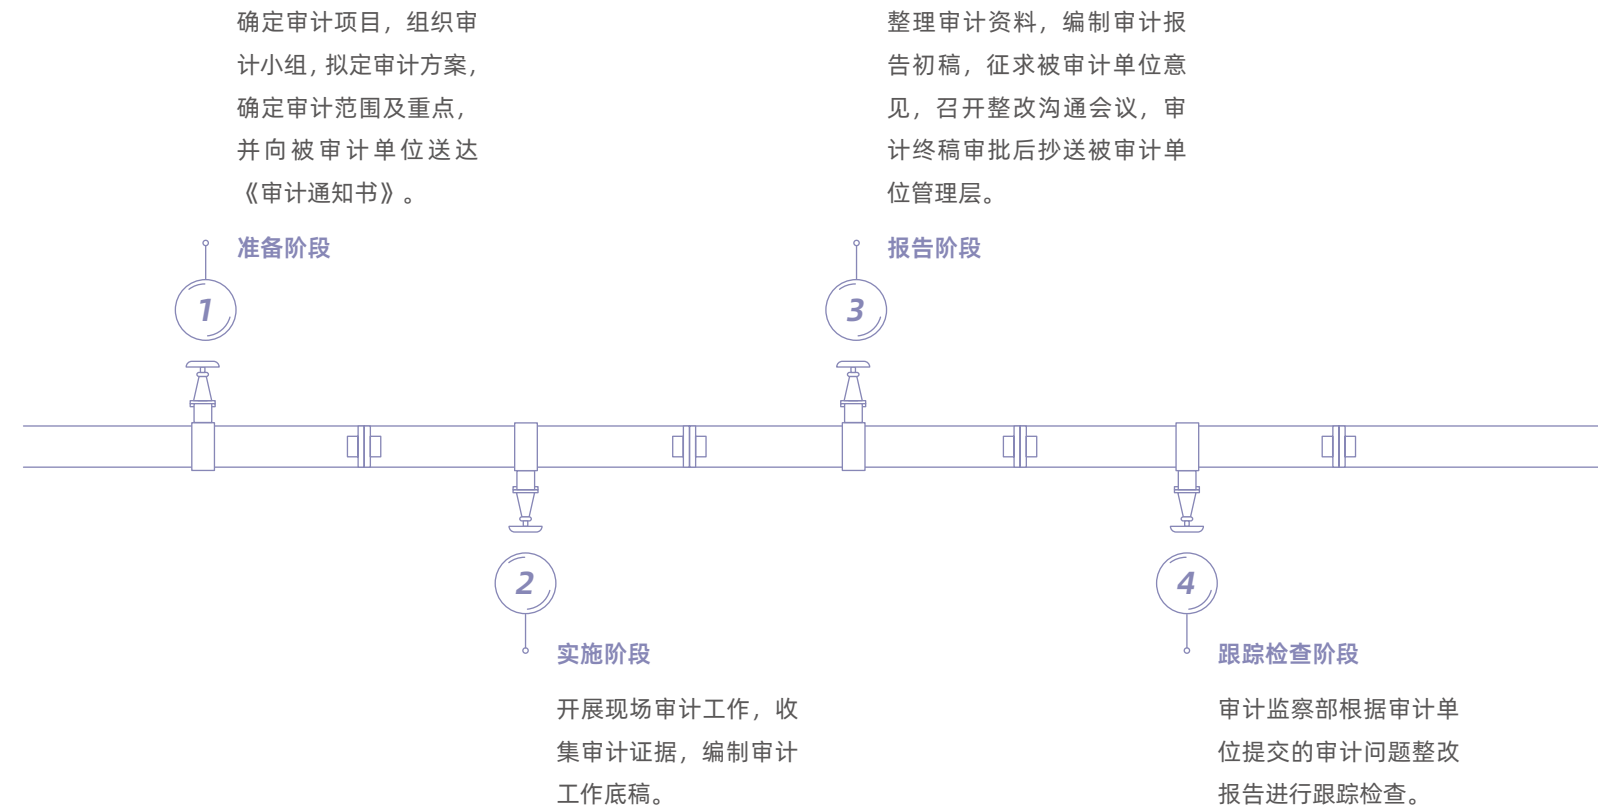 确定审计项目，组织审
计小组，拟定审计方案，
确定审计范围及重点，
并向被审计单位送达
《审计通知书》。
准备阶段
1
开展现场审计工作，收
集审计证据，编制审计
工作底稿。
实施阶段
2
整理审计资料，编制审计报
告初稿，征求被审计单位意
见，召开整改沟通会议，审
计终稿审批后抄送被审计单
位管理层。
报告阶段
3
4
跟踪检查阶段
审计监察部根据审计单
位提交的审计问题整改
报告进行跟踪检查。